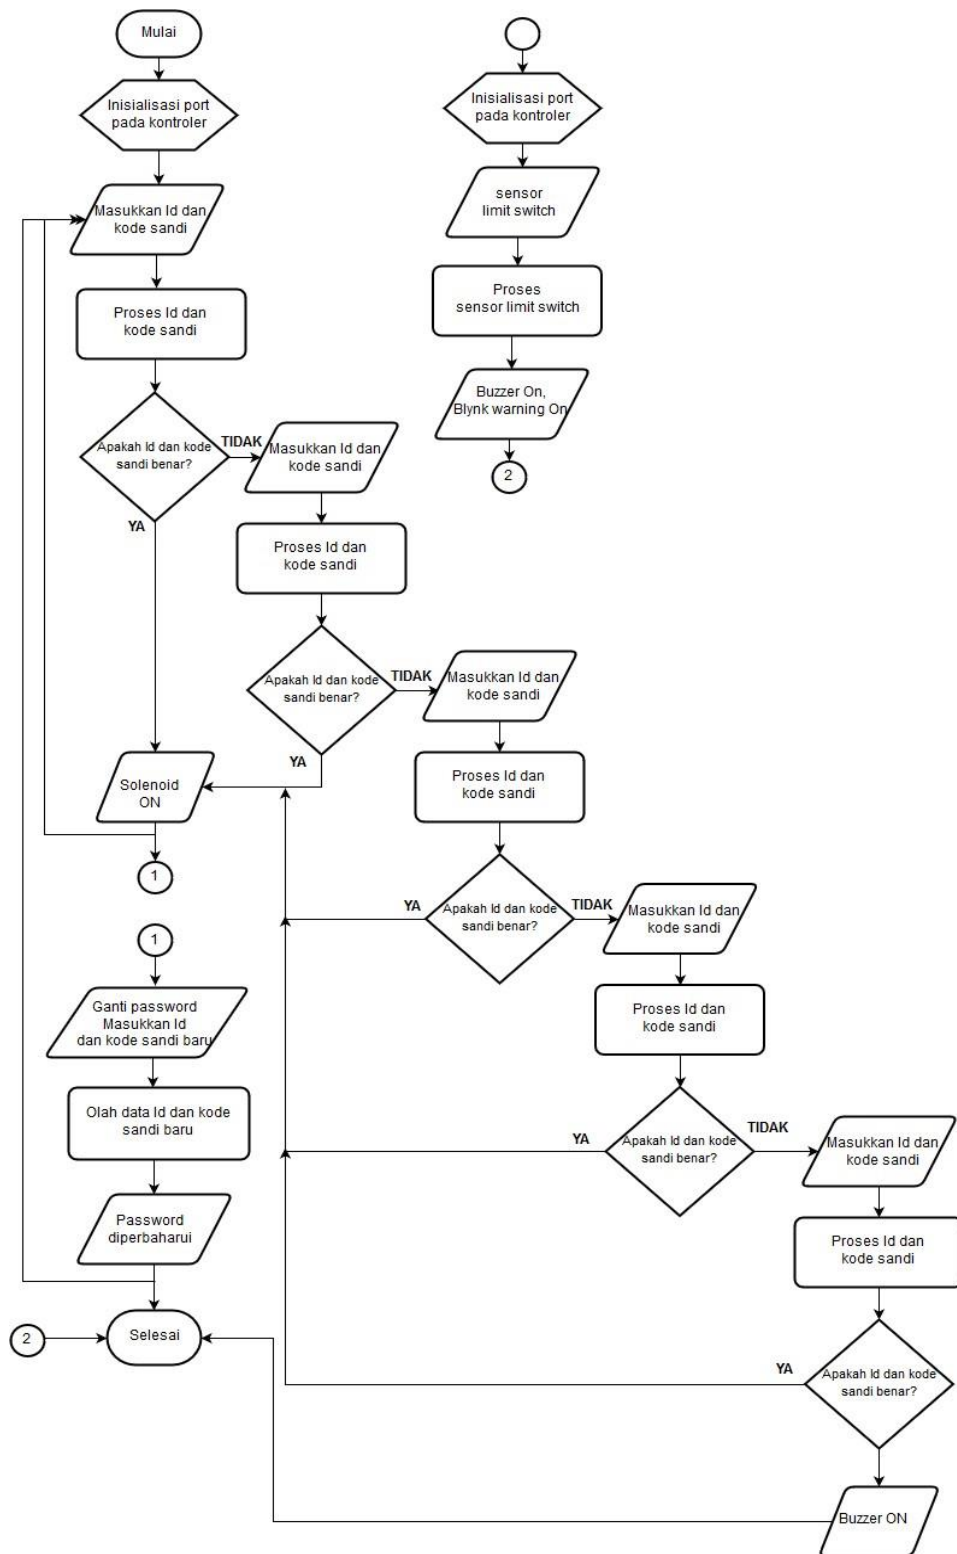 Mulai
Inisialisasi port
pada kontroler
Masukkan Id dan
kode sandi
Proses Id dan
kode sandi
Apakah Id dan kode
sandi benar?
TIDAK
YA
Masukkan Id dan
kode sandi
Proses Id dan
kode sandi
Apakah Id dan kode
sandi benar?
TIDAK
YA
Masukkan Id dan
kode sandi
Proses Id dan
kode sandi
Apakah Id dan kode
sandi benar?
YA
TIDAK
Masukkan Id dan
kode sandi
Proses Id dan
kode sandi
Apakah Id dan kode
sandi benar?
YA
TIDAK
Masukkan Id dan
kode sandi
Proses Id dan
kode sandi
Apakah Id dan kode
sandi benar?
YA
Buzzer ON
Solenoid
ON
1
1
Ganti password
Masukkan Id
dan kode sandi baru
Olah data Id dan kode
sandi baru
Password
diperbaharui
2
Selesai
Inisialisasi port
pada kontroler
sensor
limit switch
Proses
sensor limit switch
Buzzer On,
Blynk warning On
2